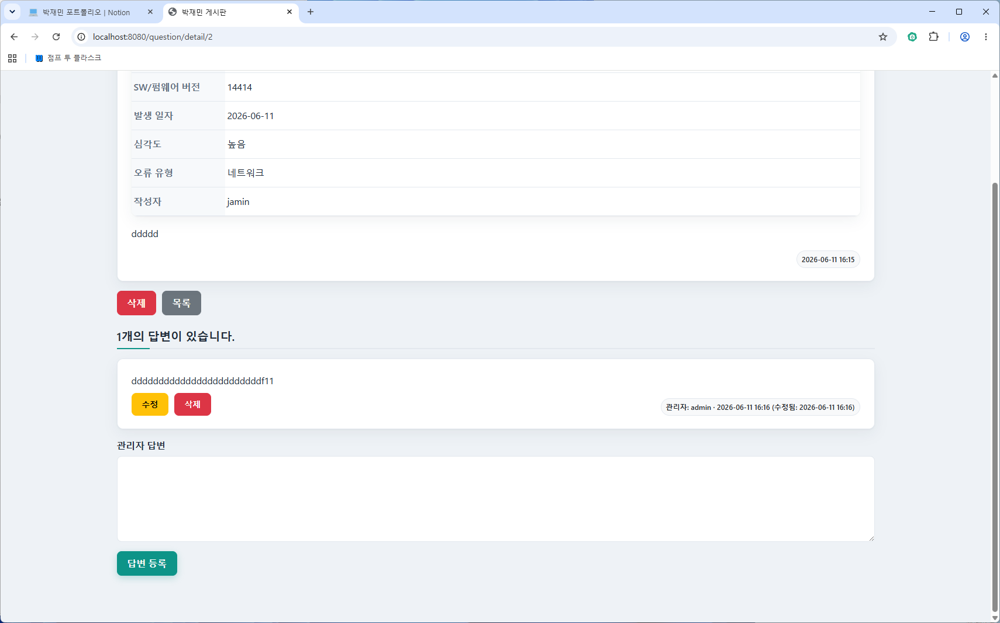 박재민 포트폴리오 | Notion
박재민 게시판
localhost:8080/question/detail/2
점프 투 플라스크
SW/펌웨어 버전 14414
발생 일자 2026-06-11
심각도 높음
오류 유형 네트워크
작성자 jamin
ddddd
2026-06-11 16:15
삭제 목록
1개의 답변이 있습니다.
ddddddddddddddddddddddddf11
수정 삭제 관리자: admin · 2026-06-11 16:16 (수정됨: 2026-06-11 16:16)
관리자 답변
답변 등록